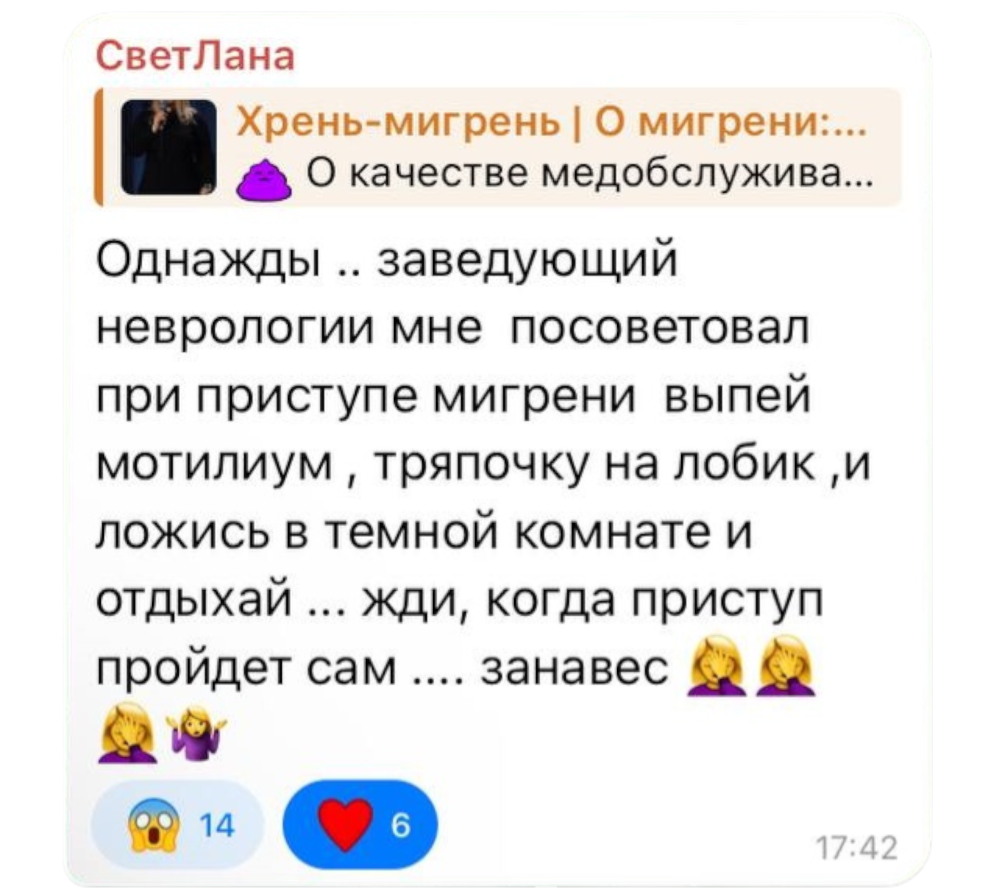 СветЛана
Хрень-мигрень | О мигрени:...
О качестве медобслужива...
Однажды .. заведующий
неврологии мне  посоветовал
при приступе мигрени  выпей
мотилиум , тряпочку на лобик ,и
ложись в темной комнате и
отдыхай ... жди, когда приступ
пройдет сам .... занавес 🤦‍♀️🤦‍♀️
🤦‍♀️🤷‍♀️
😱 14 ❤️ 6
17:42